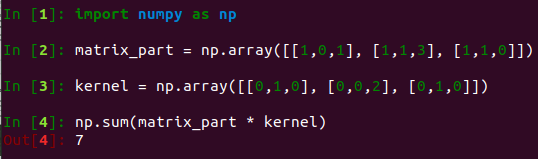 In [1]: import numpy as np
In [2]: matrix_part = np.array([[1,0,1], [1,1,3], [1,1,0]])
In [3]: kernel = np.array([[0,1,0], [0,0,2], [0,1,0]])
In [4]: np.sum(matrix_part * kernel)
Out[4]: 7